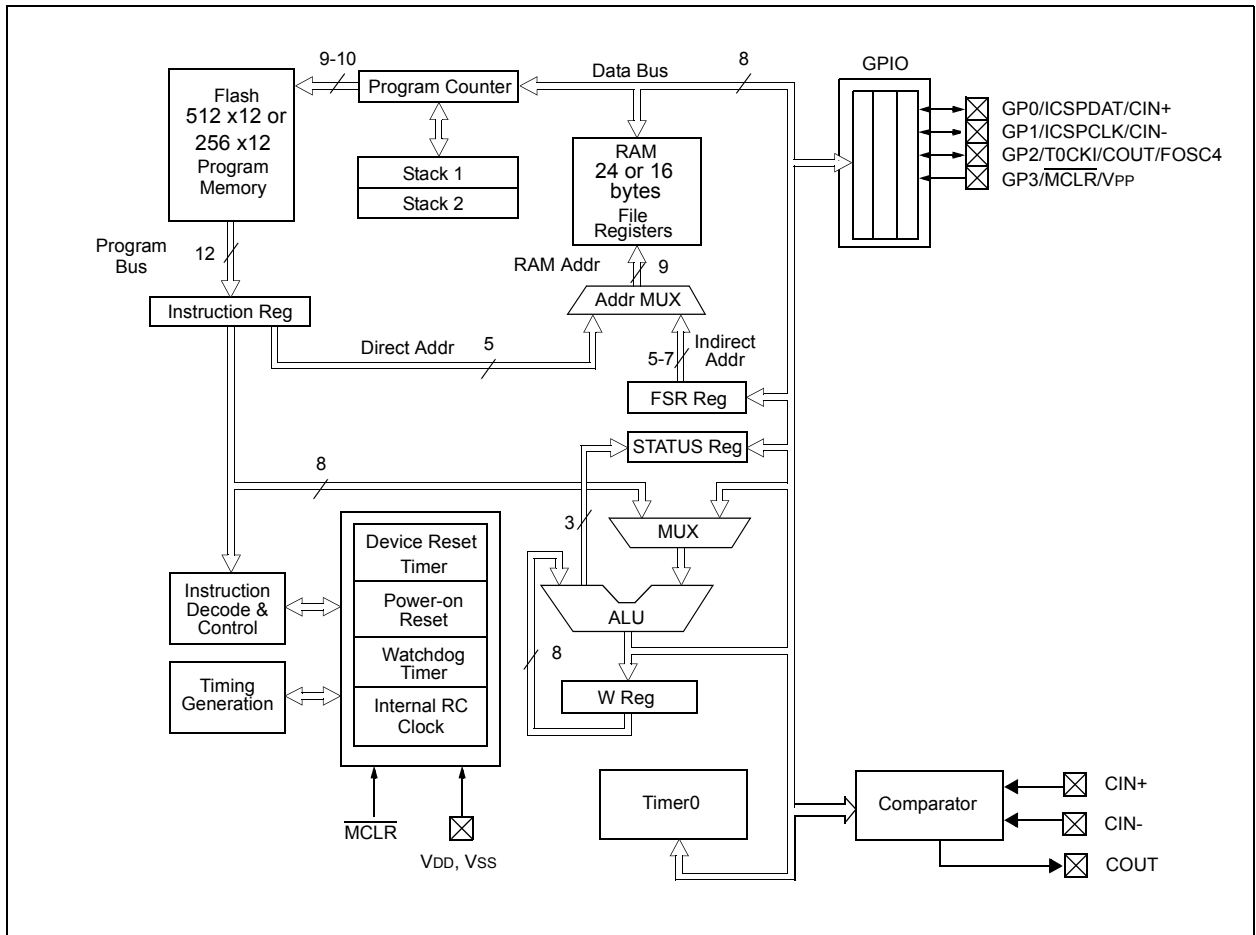 9-10
Flash
512 x12 or
256 x12
Program
Memory
Program Counter
Stack 1
Stack 2
Data Bus
8
RAM
24 or 16
bytes
File
Registers
GPIO
GP0/ICSPDAT/CIN+
GP1/ICSPCLK/CIN-
GP2/T0CKI/COUT/FOSC4
GP3/MCLR/VPP
Program
Bus
12
RAM Addr
9
Addr MUX
Instruction Reg
Direct Addr
5
5-7
Indirect
Addr
FSR Reg
STATUS Reg
8
3
MUX
Device Reset
Timer
Power-on
Reset
Watchdog
Timer
Internal RC
Clock
Instruction
Decode &
Control
Timing
Generation
ALU
8
W Reg
MCLR
VDD, VSS
Timer0
Comparator
CIN+
CIN-
COUT